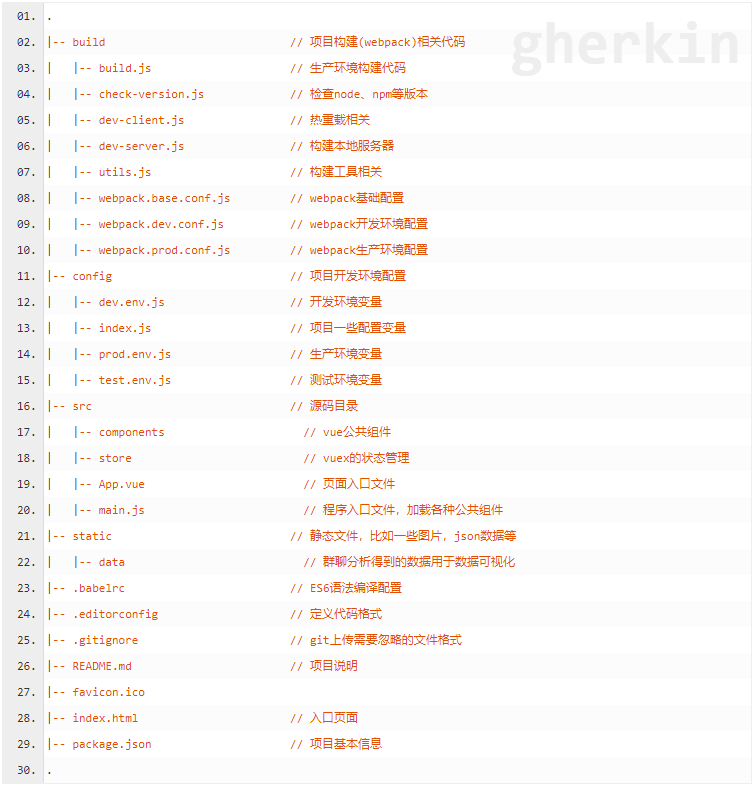 gherkin
01. .
02. |-- build // 项目构建(webpack)相关代码
03. | |-- build.js // 生产环境构建代码
04. | |-- check-version.js // 检查node、npm等版本
05. | |-- dev-client.js // 热重载相关
06. | |-- dev-server.js // 构建本地服务器
07. | |-- utils.js // 构建工具相关
08. | |-- webpack.base.conf.js // webpack基础配置
09. | |-- webpack.dev.conf.js // webpack开发环境配置
10. | |-- webpack.prod.conf.js // webpack生产环境配置
11. |-- config // 项目开发环境配置
12. | |-- dev.env.js // 开发环境变量
13. | |-- index.js // 项目一些配置变量
14. | |-- prod.env.js // 生产环境变量
15. | |-- test.env.js // 测试环境变量
16. |-- src // 源码目录
17. | |-- components // vue公共组件
18. | |-- store // vuex的状态管理
19. | |-- App.vue // 页面入口文件
20. | |-- main.js // 程序入口文件，加载各种公共组件
21. |-- static // 静态文件，比如一些图片，json数据等
22. | |-- data // 群聊分析得到的数据用于数据可视化
23. |-- .babelrc // ES6语法编译配置
24. |-- .editorconfig // 定义代码格式
25. |-- .gitignore // git上传需要忽略的文件格式
26. |-- README.md // 项目说明
27. |-- favicon.ico
28. |-- index.html // 入口页面
29. |-- package.json // 项目基本信息
30. .